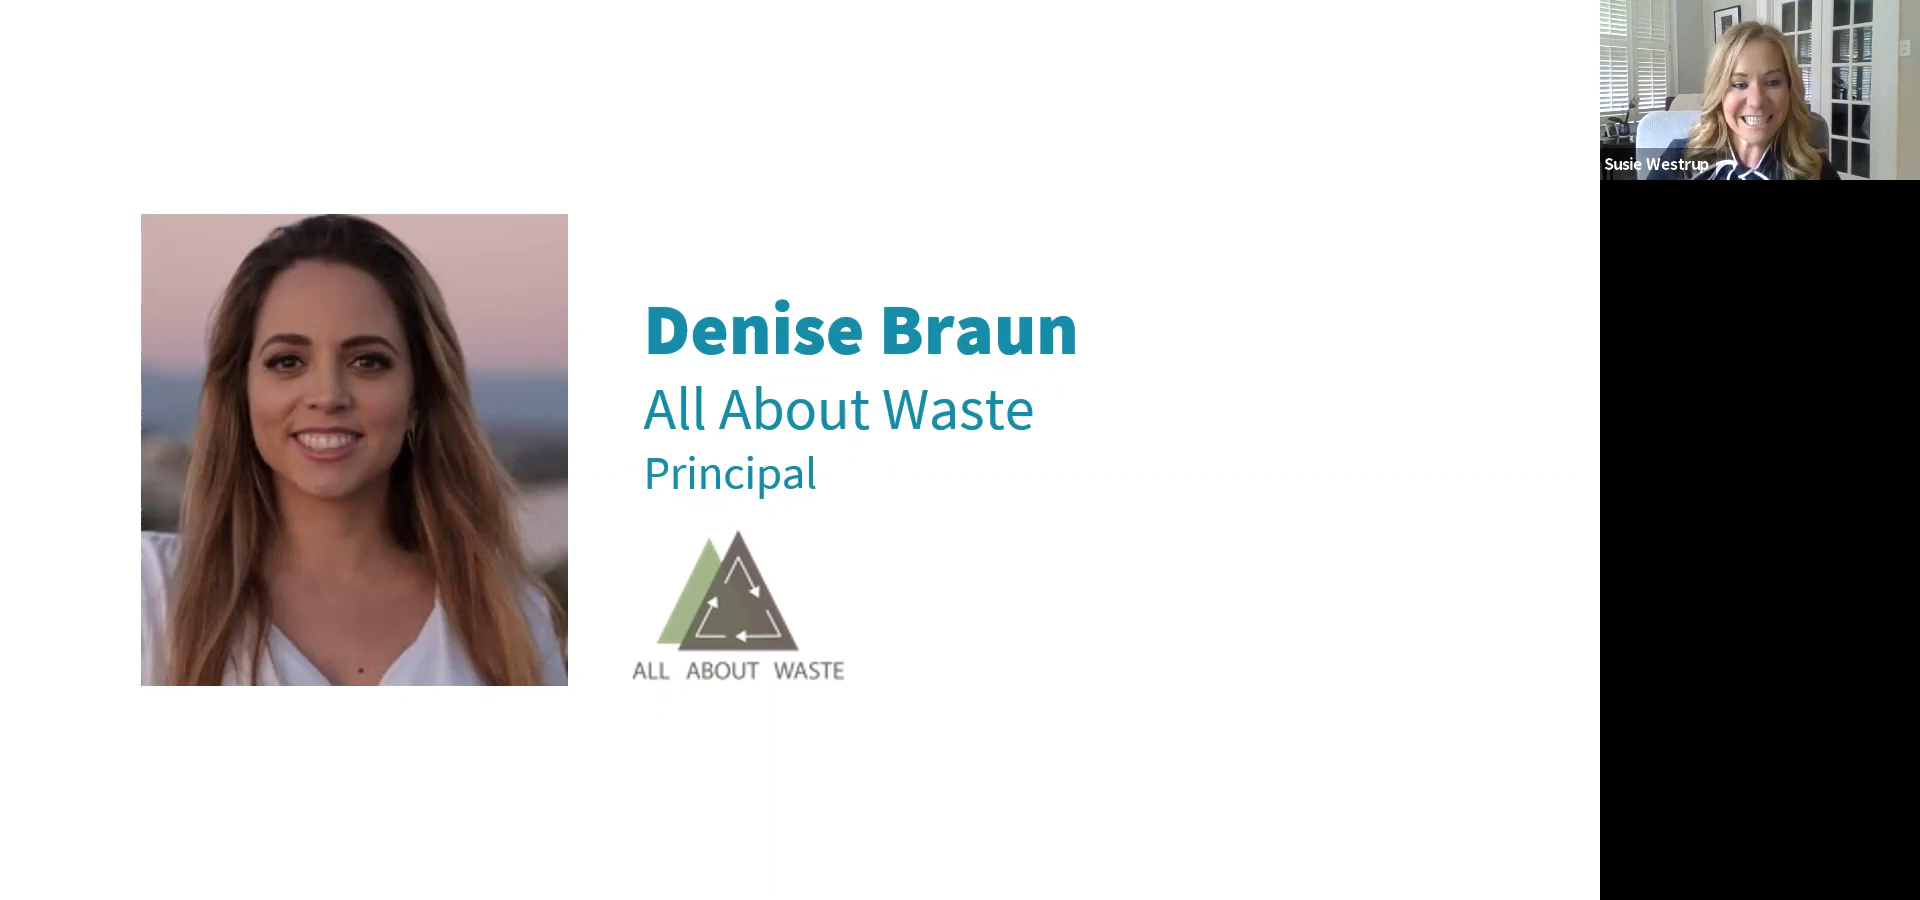 Denise Braun
All About Waste
Principal
ALL ABOUT WASTE
Susie Westrup